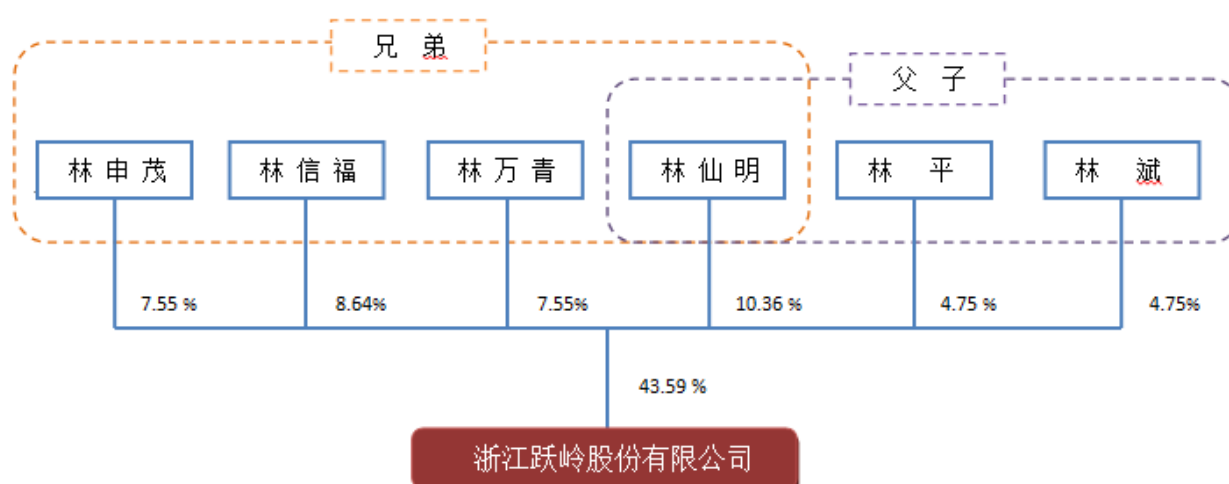 兄 弟
父 子
林 申 茂
林 信 福
林 万 青
林 仙 明
林 平
林 斌
7.55 %
8.64%
7.55%
10.36 %
4.75 %
4.75%
43.59 %
浙江跃岭股份有限公司